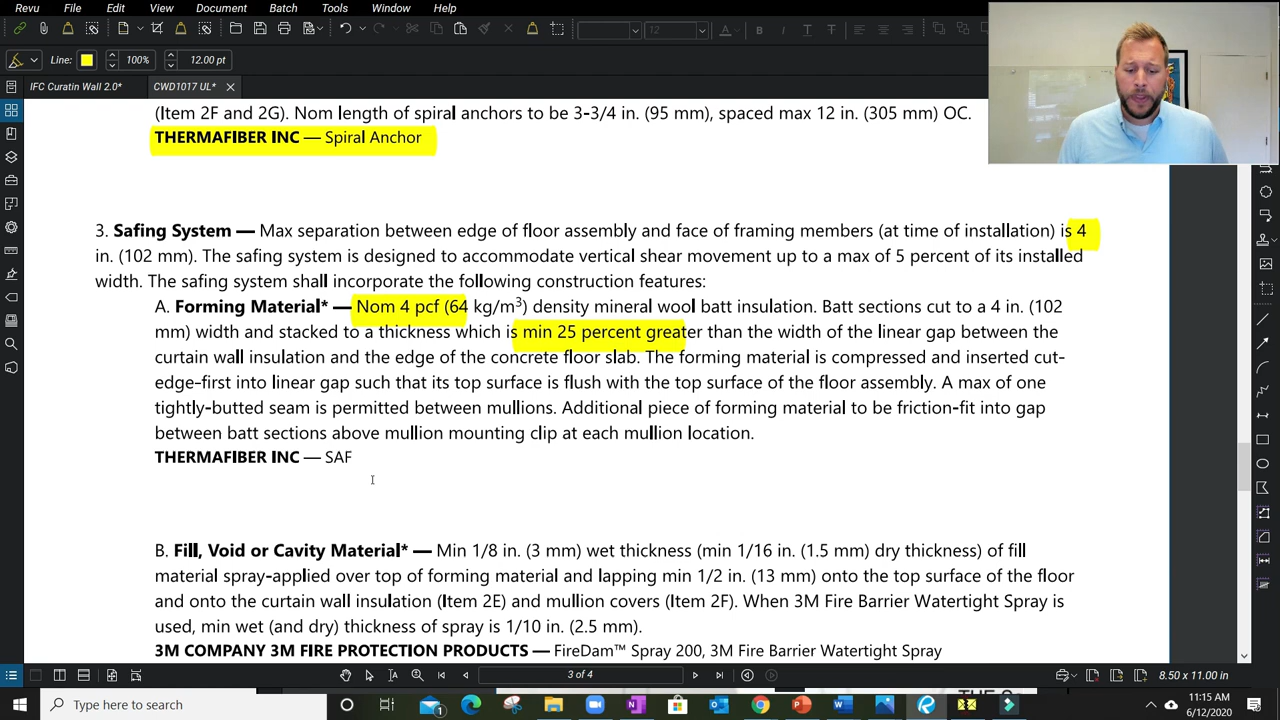 Revu File Edit View Document Batch Tools Window Help
12
Line: 100% 12.00 pt
IFC Curatin Wall 2.0* CWD1017 UL*
(Item 2F and 2G). Nom length of spiral anchors to be 3-3/4 in. (95 mm), spaced max 12 in. (305 mm) OC.
THERMAFIBER INC — Spiral Anchor
3. Safing System — Max separation between edge of floor assembly and face of framing members (at time of installation) is 4
in. (102 mm). The safing system is designed to accommodate vertical shear movement up to a max of 5 percent of its installed
width. The safing system shall incorporate the following construction features:
A. Forming Material* — Nom 4 pcf (64 kg/m³) density mineral wool batt insulation. Batt sections cut to a 4 in. (102
mm) width and stacked to a thickness which is min 25 percent greater than the width of the linear gap between the
curtain wall insulation and the edge of the concrete floor slab. The forming material is compressed and inserted cut-
edge-first into linear gap such that its top surface is flush with the top surface of the floor assembly. A max of one
tightly-butted seam is permitted between mullions. Additional piece of forming material to be friction-fit into gap
between batt sections above mullion mounting clip at each mullion location.
THERMAFIBER INC — SAF
B. Fill, Void or Cavity Material* — Min 1/8 in. (3 mm) wet thickness (min 1/16 in. (1.5 mm) dry thickness) of fill
material spray-applied over top of forming material and lapping min 1/2 in. (13 mm) onto the top surface of the floor
and onto the curtain wall insulation (Item 2E) and mullion covers (Item 2F). When 3M Fire Barrier Watertight Spray is
used, min wet (and dry) thickness of spray is 1/10 in. (2.5 mm).
3M COMPANY 3M FIRE PROTECTION PRODUCTS — FireDam™ Spray 200, 3M Fire Barrier Watertight Spray
3 of 4 8.50 x 11.00 in
Type here to search
11:15 AM
6/12/2020